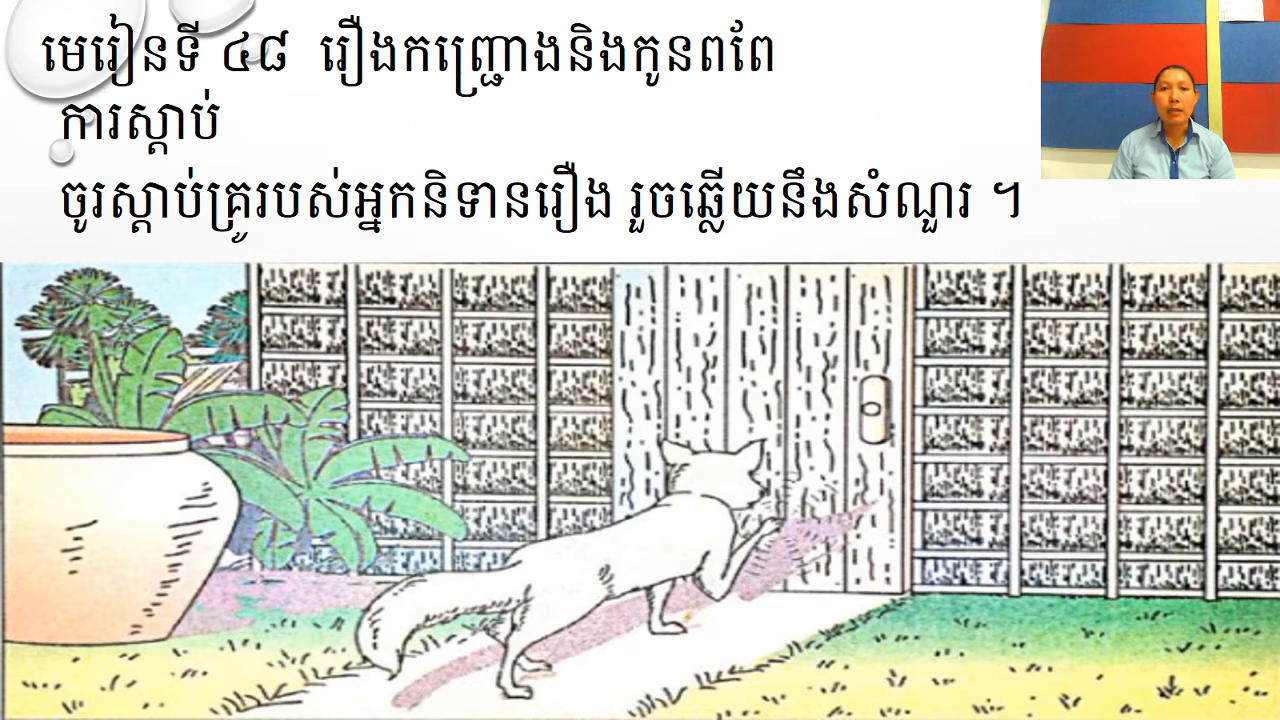 មេរៀនទី ៤៨ រឿងកញ្ជ្រោងនិងកូនពពែ
ការស្តាប់
ចូរស្តាប់គ្រូរបស់អ្នកនិទានរឿង រួចឆ្លើយនឹងសំណួរ ។